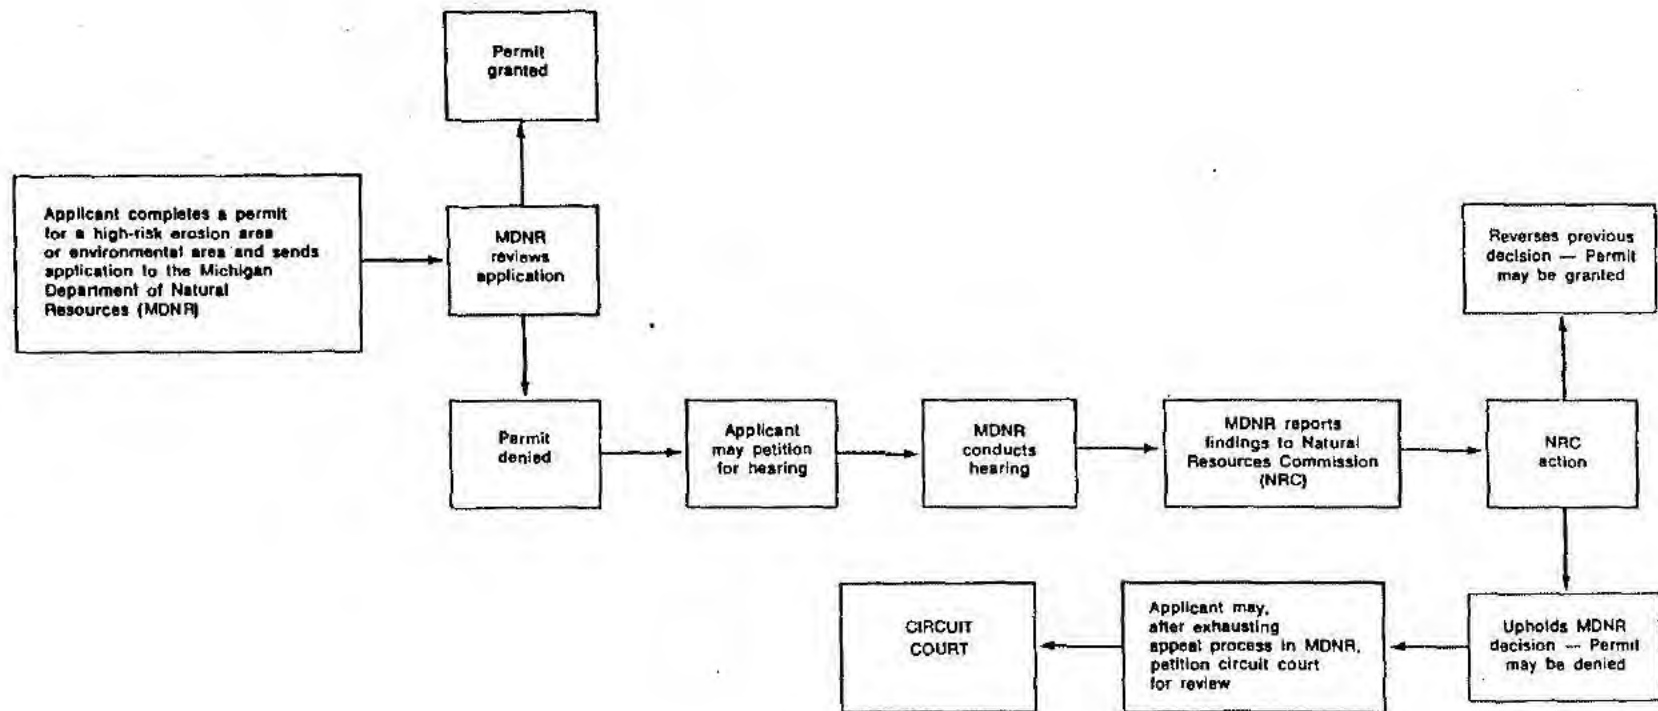 Permit
granted
Applicant completes a permit
for a high-risk erosion area
or environmental area and sends
application to the Michigan
Department of Natural
Resources (MDNR)
MDNR
reviews
application
Reverses previous
decision — Permit
may be granted
Permit
denied
Applicant
may petition
for hearing
MDNR
conducts
hearing
MDNR reports
findings to Natural
Resources Commission
(NRC)
NRC
action
Upholds MDNR
decision — Permit
may be denied
Applicant may,
after exhausting
appeal process in MDNR,
petition circuit court
for review
CIRCUIT
COURT